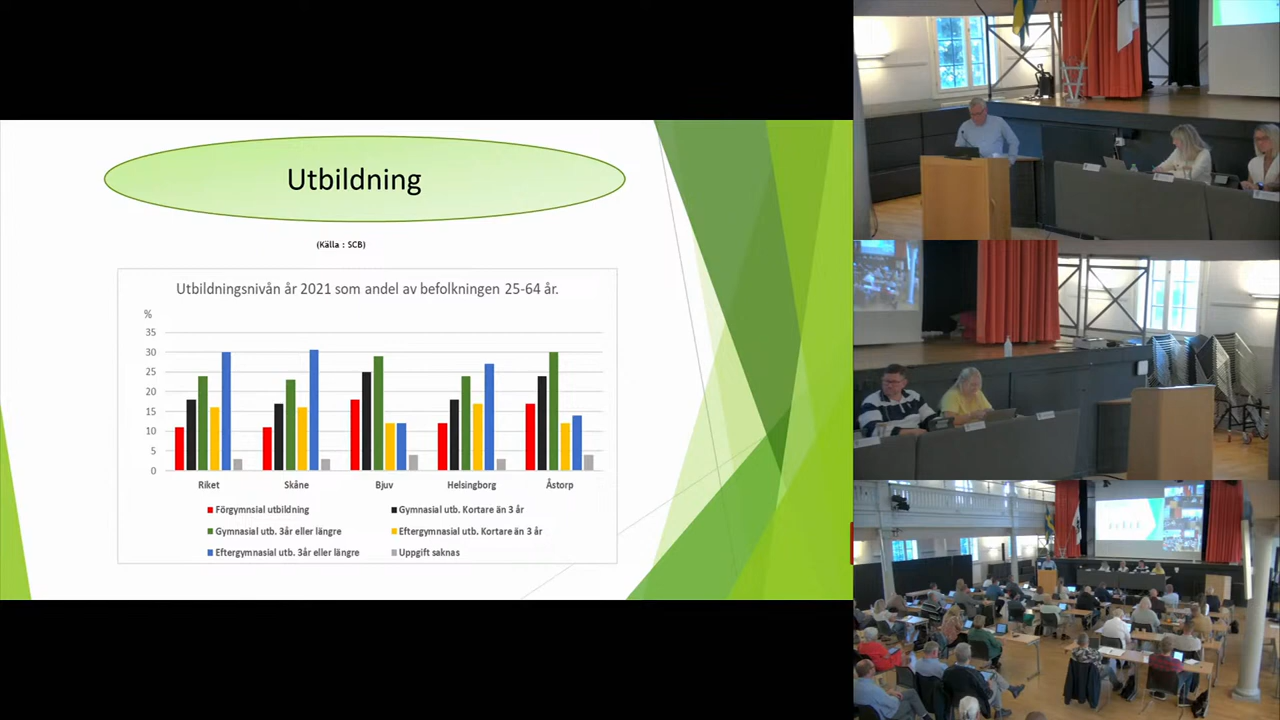 Utbildning
(Källa : SCB)
Utbildningsnivån år 2021 som andel av befolkningen 25-64 år.
%
35
30
25
20
15
10
5
0
Riket Skåne Bjuv Helsingborg Åstorp
Förgymnsial utbildning Gymnasial utb. Kortare än 3 år
Gymnasial utb. 3år eller längre Eftergymnasial utb. Kortare än 3 år
Eftergymnasial utb. 3år eller längre Uppgift saknas